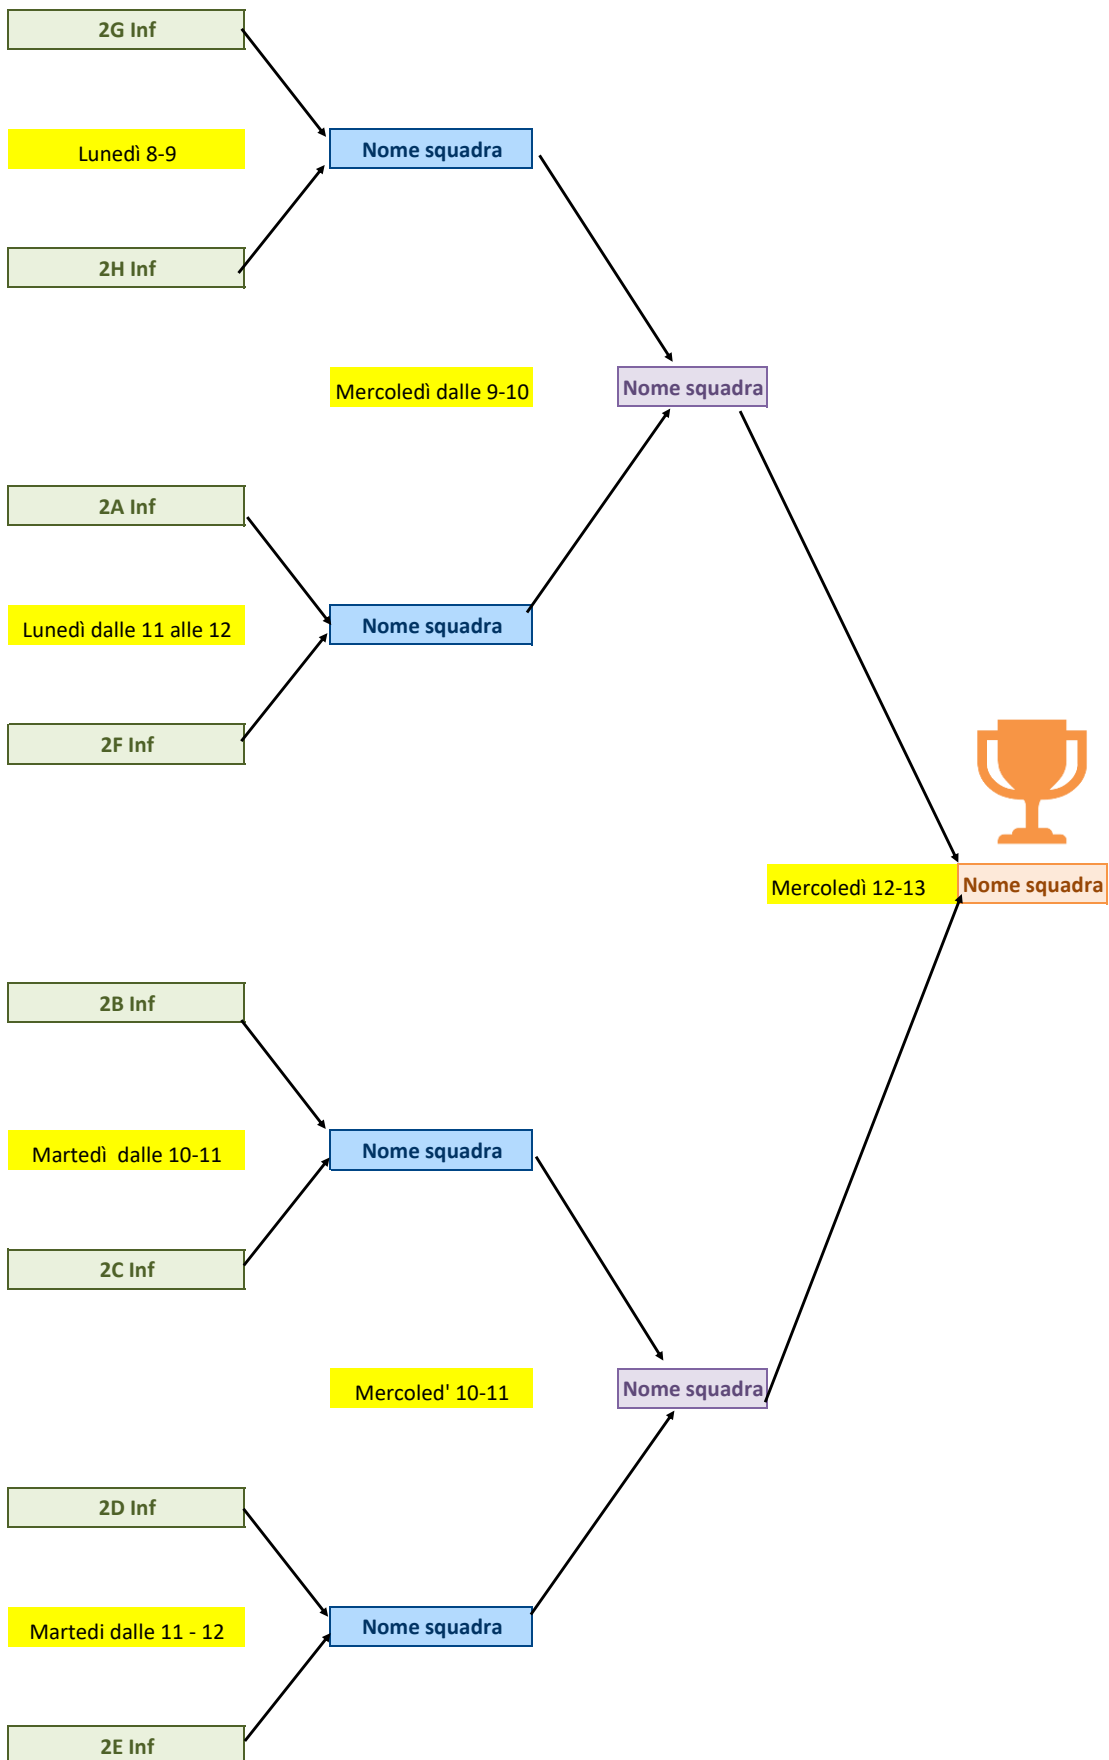 2G Inf
Lunedì 8-9
Nome squadra
2H Inf
Mercoledì dalle 9-10
Nome squadra
2A Inf
Lunedì dalle 11 alle 12
Nome squadra
2F Inf
Mercoledì 12-13
Nome squadra
2B Inf
Martedì  dalle 10-11
Nome squadra
2C Inf
Mercoled' 10-11
Nome squadra
2D Inf
Martedi dalle 11 - 12
Nome squadra
2E Inf